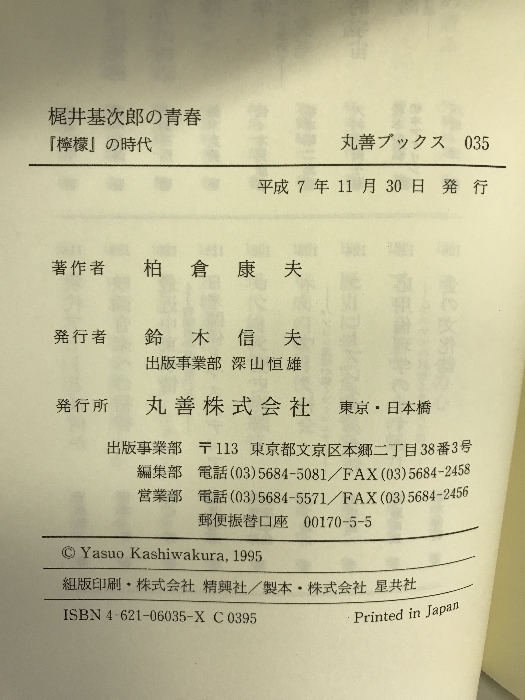 梶井基次郎の青春
『檸檬』の時代 丸善ブックス 035
平成 7 年 11 月 30 日 発 行
著作者 柏倉康夫
発行者 鈴木信夫
出版事業部 深山恒雄
発行所 丸善株式会社 東京・日本橋
出版事業部 〒113 東京都文京区本郷二丁目38番3号
編集部 電話(03)5684-5081／FAX(03)5684-2458
営業部 電話(03)5684-5571／FAX(03)5684-2456
郵便振替口座 00170-5-5
© Yasuo Kashiwakura, 1995
組版印刷・株式会社 精興社／製本・株式会社 星共社
ISBN 4-621-06035-X C0395 Printed in Japan